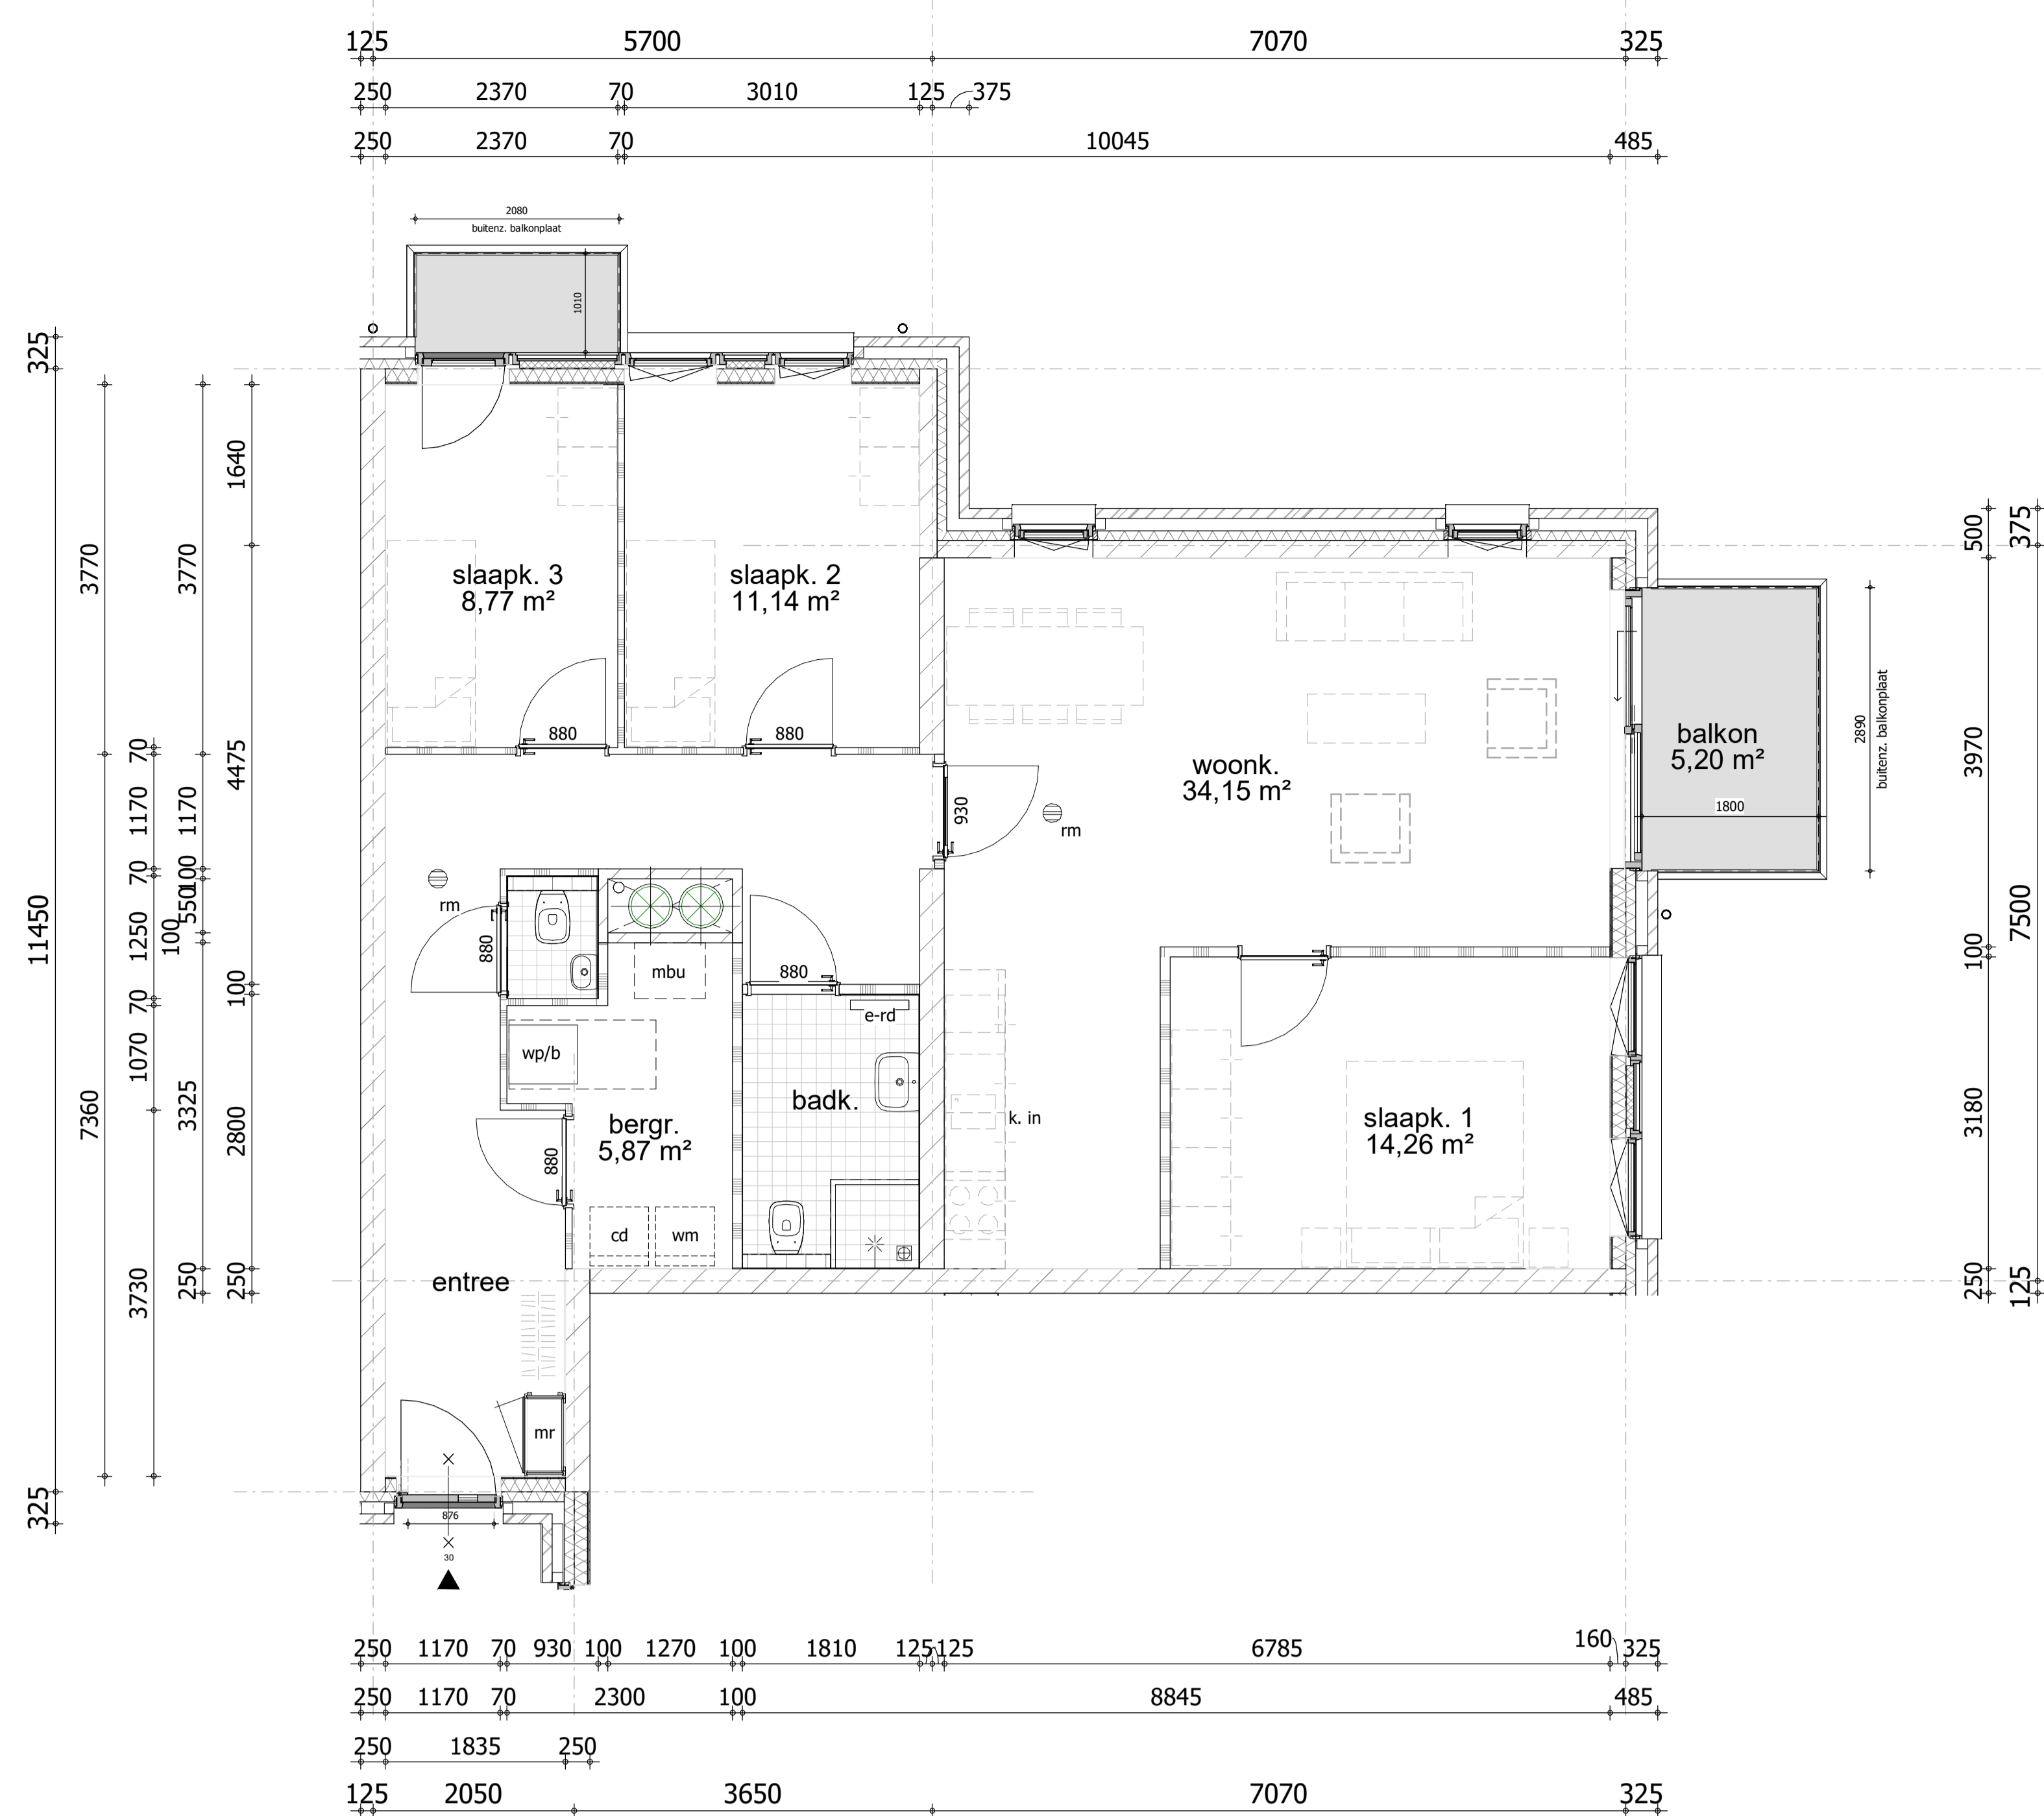 125 5700 7070 325
250 2370 70 3010 125 375
250 2370 70 10045 485
2080
buitenz. balkonplaat
1010
325
11450
325
3770
7360
70
1170
70
1250
70
1070
3730
3770
1170
100
550
100
3325
250
1640
4475
100
2800
250
slaapk. 3
8,77 m²
slaapk. 2
11,14 m²
880
880
woonk.
34,15 m²
930
rm
balkon
5,20 m²
1800
2890
buitenz. balkonplaat
500
3970
100
3180
250
375
7500
125
rm
880
mbu
880
e-rd
wp/b
badk.
bergr.
5,87 m²
880
k. in
slaapk. 1
14,26 m²
cd
wm
entree
mr
876
30
250 1170 70 930 100 1270 100 1810 125 125 6785 160 325
250 1170 70 2300 100 8845 485
250 1835 250
125 2050 3650 7070 325